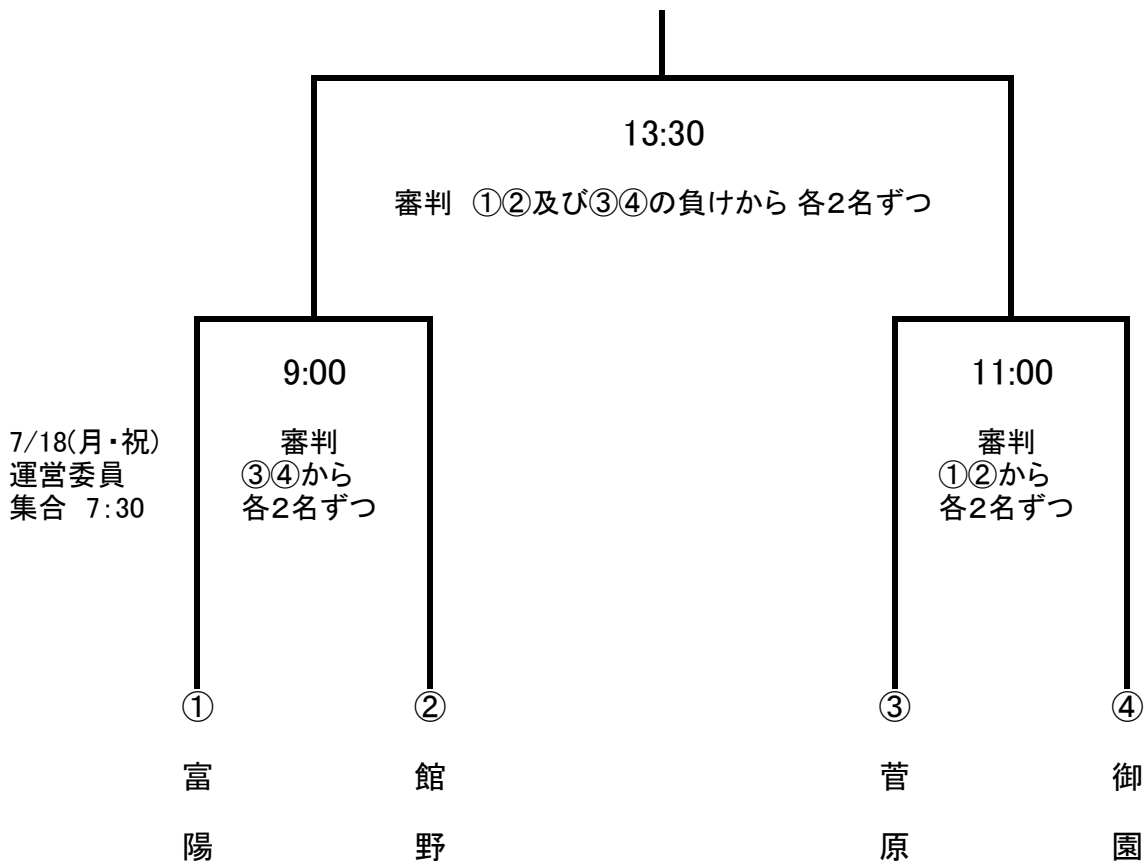 13:30
審判 ①②及び③④の負けから 各2名ずつ
9:00
審判
③④から
各2名ずつ
11:00
審判
①②から
各2名ずつ
7/18(月・祝)
運営委員
集合 7:30
①
富陽
②
館野
③
菅原
④
御園